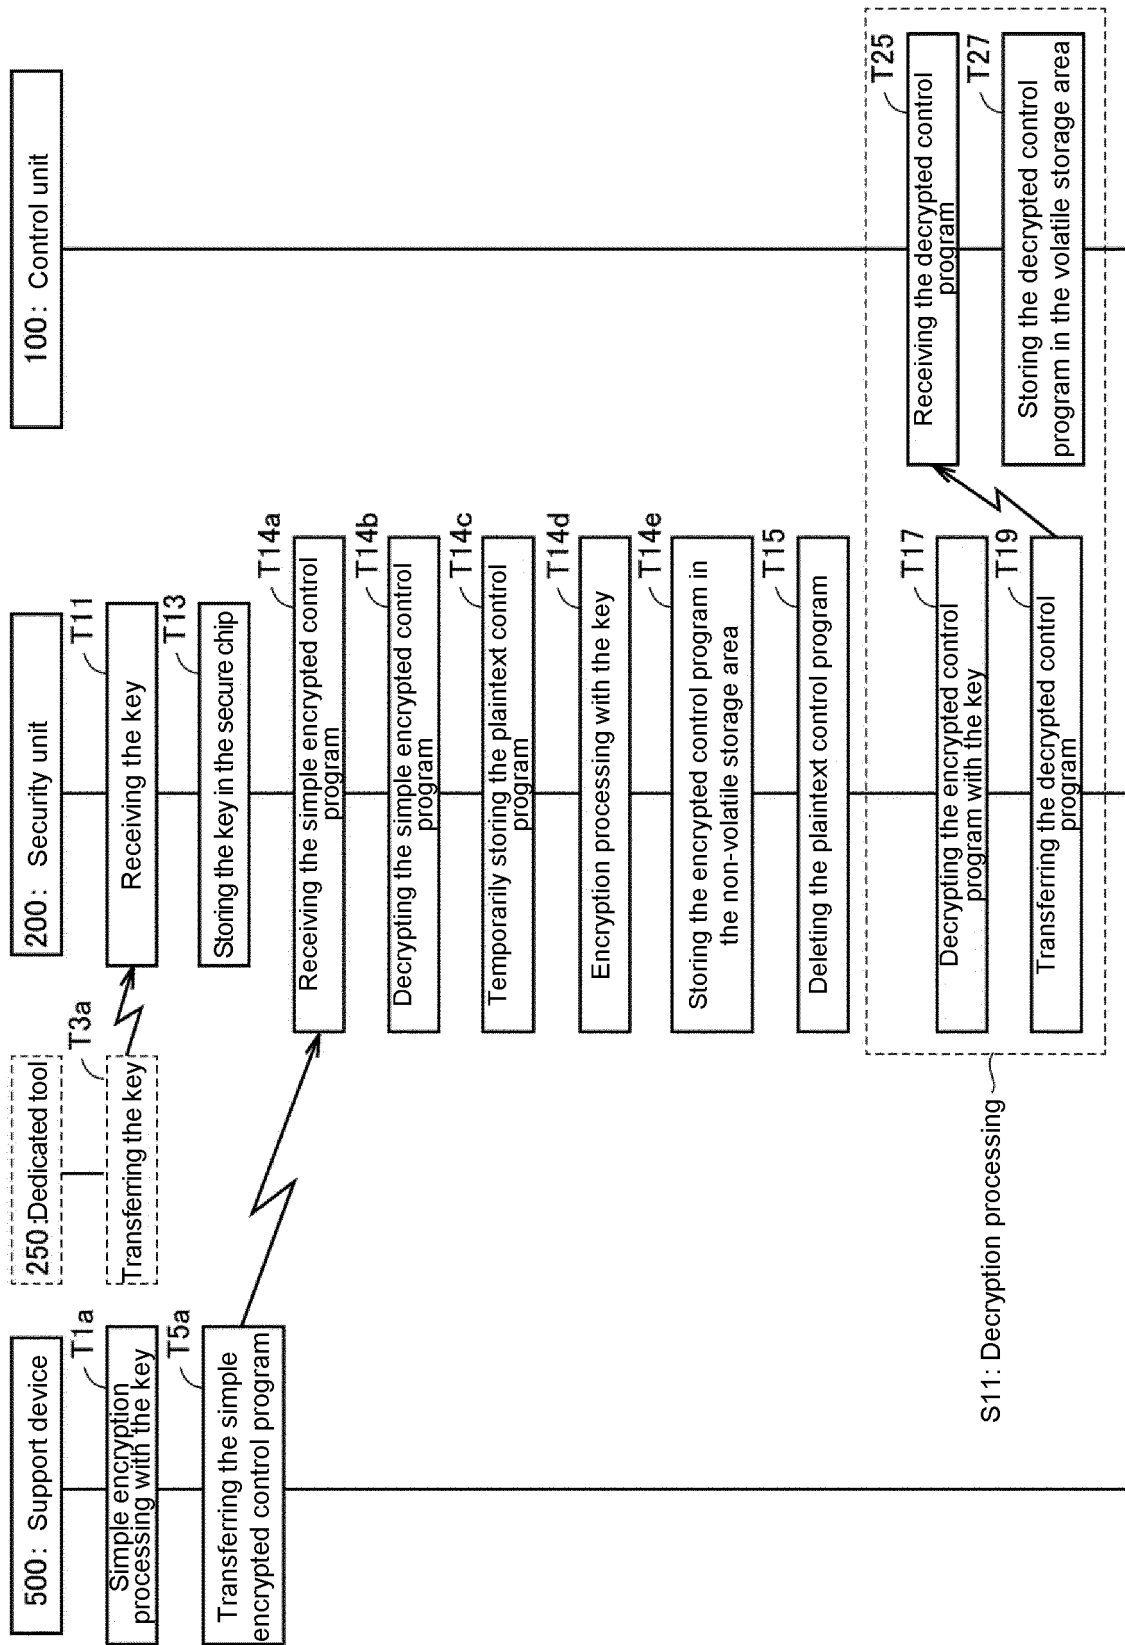 500: Support device
T1a
Simple encryption
processing with the key
T5a
Transferring the simple
encrypted control program
250:Dedicated tool
T3a
Transferring the key
200: Security unit
T11
Receiving the key
T13
Storing the key in the secure chip
T14a
Receiving the simple encrypted control
program
T14b
Decrypting the simple encrypted control
program
T14c
Temporarily storing the plaintext control
program
T14d
Encryption processing with the key
T14e
Storing the encrypted control program in
the non-volatile storage area
T15
Deleting the plaintext control program
T17
Decrypting the encrypted control
program with the key
T19
Transferring the decrypted control
program
S11: Decryption processing
100: Control unit
T25
Receiving the decrypted control
program
T27
Storing the decrypted control
program in the volatile storage area